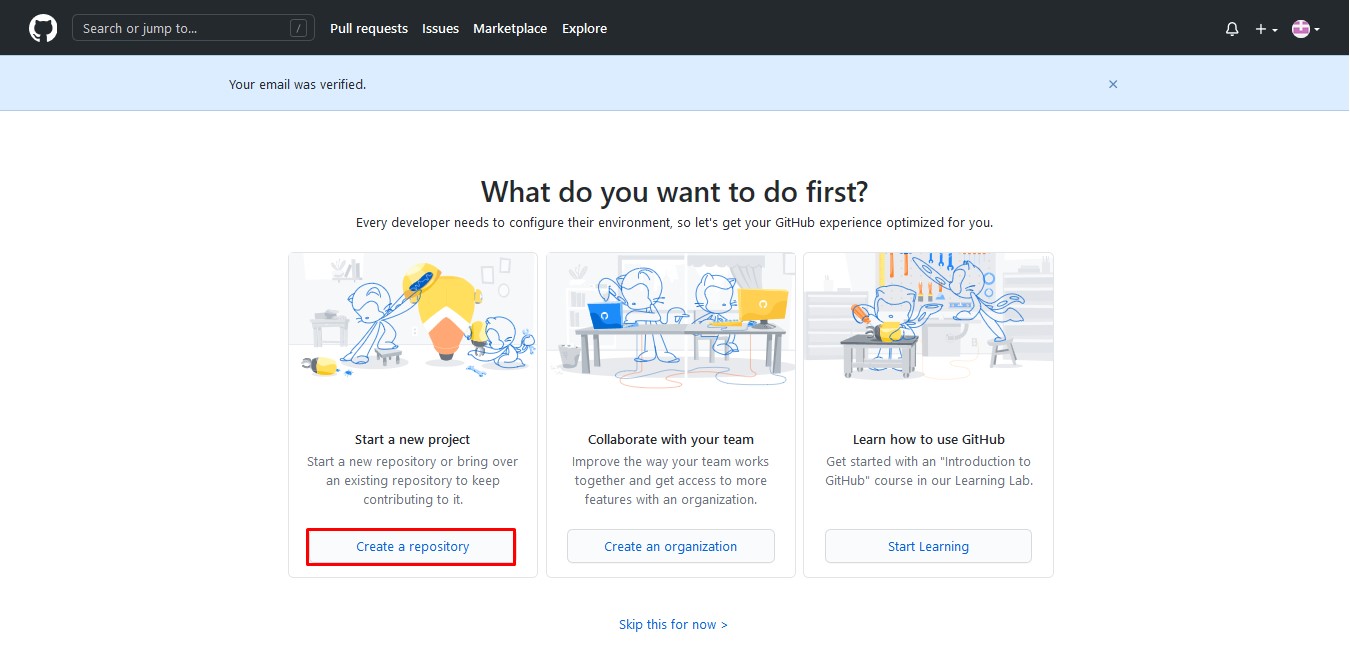 Search or jump to... /
Pull requests Issues Marketplace Explore
Your email was verified.
What do you want to do first?
Every developer needs to configure their environment, so let's get your GitHub experience optimized for you.
Start a new project
Start a new repository or bring over
an existing repository to keep
contributing to it.
Create a repository
Collaborate with your team
Improve the way your team works
together and get access to more
features with an organization.
Create an organization
Learn how to use GitHub
Get started with an "Introduction to
GitHub" course in our Learning Lab.
Start Learning
Skip this for now >